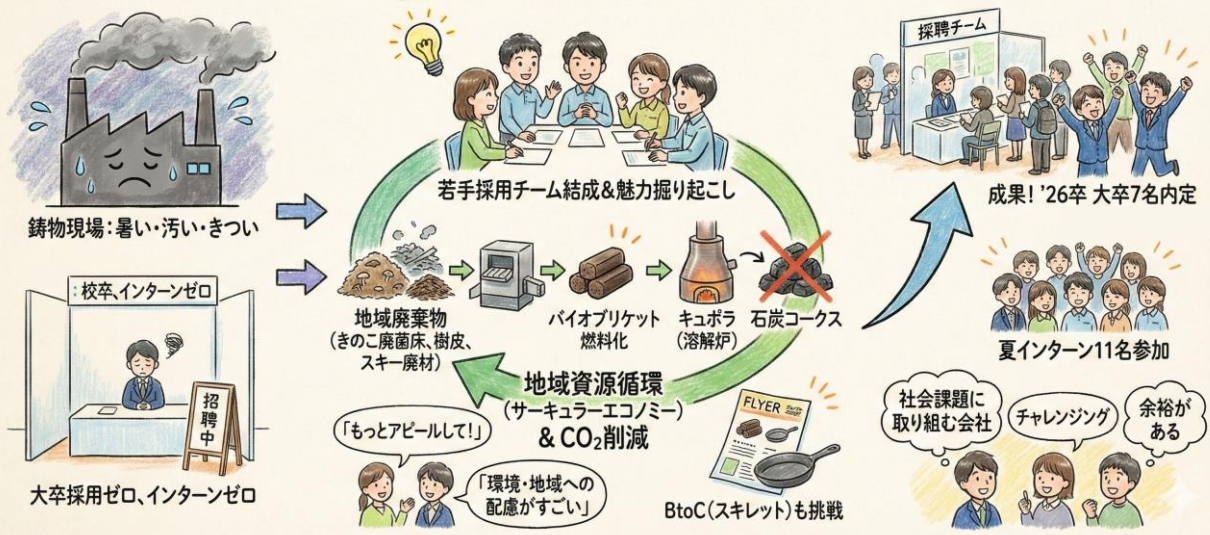 鋳物現場：暑い・汚い・きつい
校卒、インターンゼロ
招聘中
大卒採用ゼロ、インターンゼロ
若手採用チーム結成&魅力掘り起こし
地域廃棄物
(きのこ廃菌床、樹皮、
スキー廃材)
バイオブリケット
燃料化
キュポラ
(溶解炉)
石炭コークス
地域資源循環
(サーキュラーエコノミー)
& CO₂削減
「もっとアピールして!」
「環境・地域への
配慮がすごい」
FLYER
BtoC(スキレット)も挑戦
採聘チーム
成果! '26卒 大卒7名内定
夏インターン11名参加
社会課題に
取り組む会社
チャレンジング
余裕が
ある